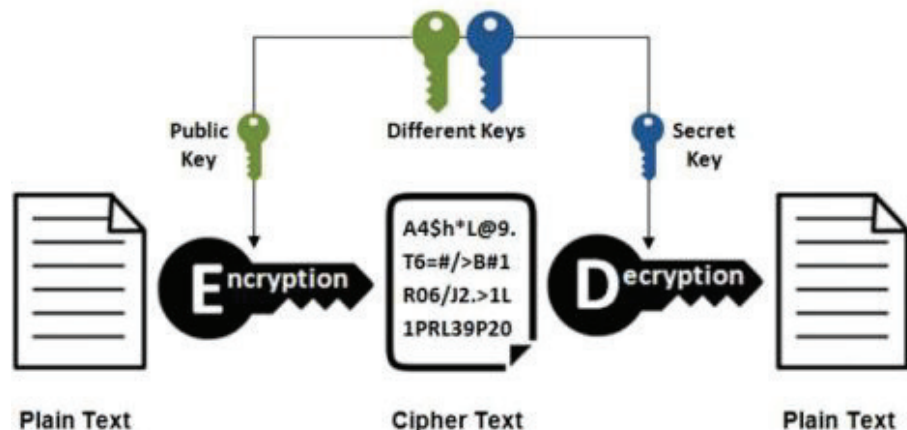 Public
Key
Different Keys
Secret
Key
Encryption
A4$h*L@9.
T6=#/>B#1
R06/J2.>1L
1PRL39P20
Decryption
Plain Text
Cipher Text
Plain Text